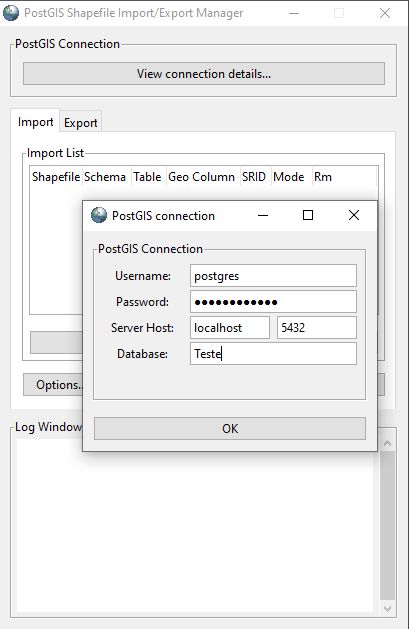 PostGIS Shapefile Import/Export Manager
PostGIS Connection
View connection details...
Import Export
Import List
Shapefile Schema Table Geo Column SRID Mode Rm
PostGIS connection
PostGIS Connection
Username: postgres
Password: ●●●●●●●●●●●●
Server Host: localhost 5432
Database: Teste
OK
Options...
Log Window